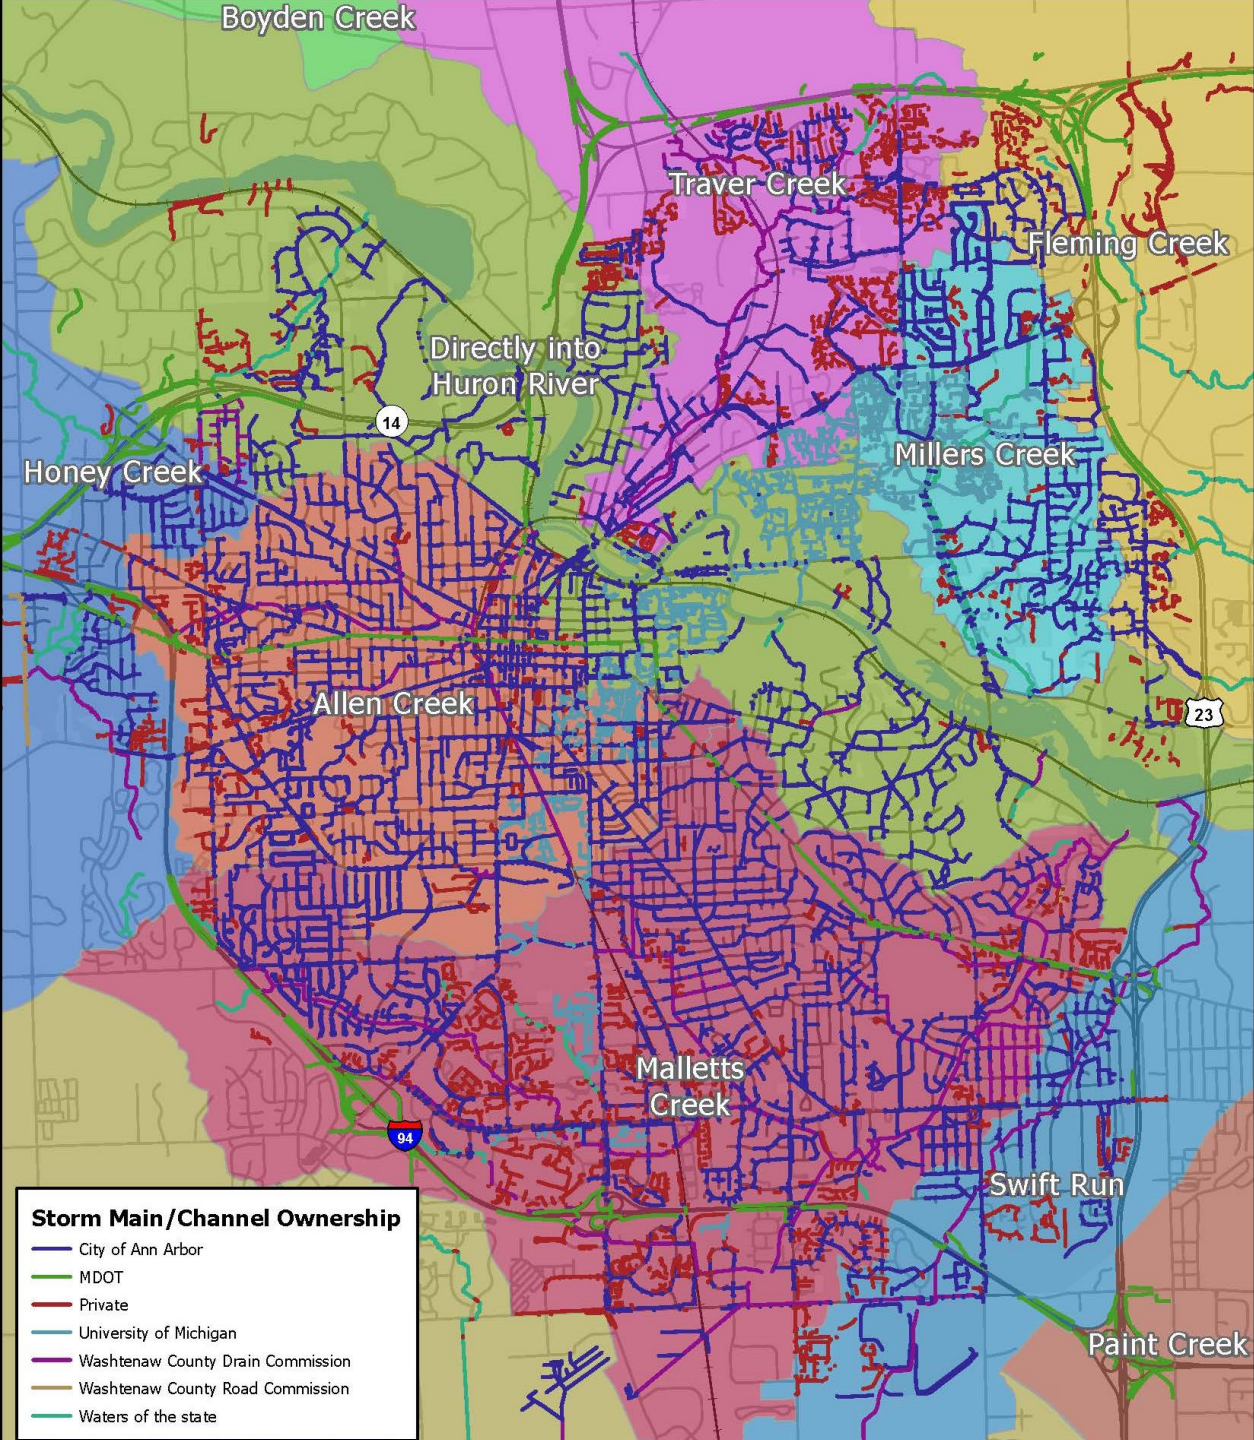 Boyden Creek
Traver Creek
Fleming Creek
Directly into
Huron River
14
Honey Creek
Millers Creek
Allen Creek
23
Malletts
Creek
94
Swift Run
Paint Creek
Storm Main/Channel Ownership
City of Ann Arbor
MDOT
Private
University of Michigan
Washtenaw County Drain Commission
Washtenaw County Road Commission
Waters of the state